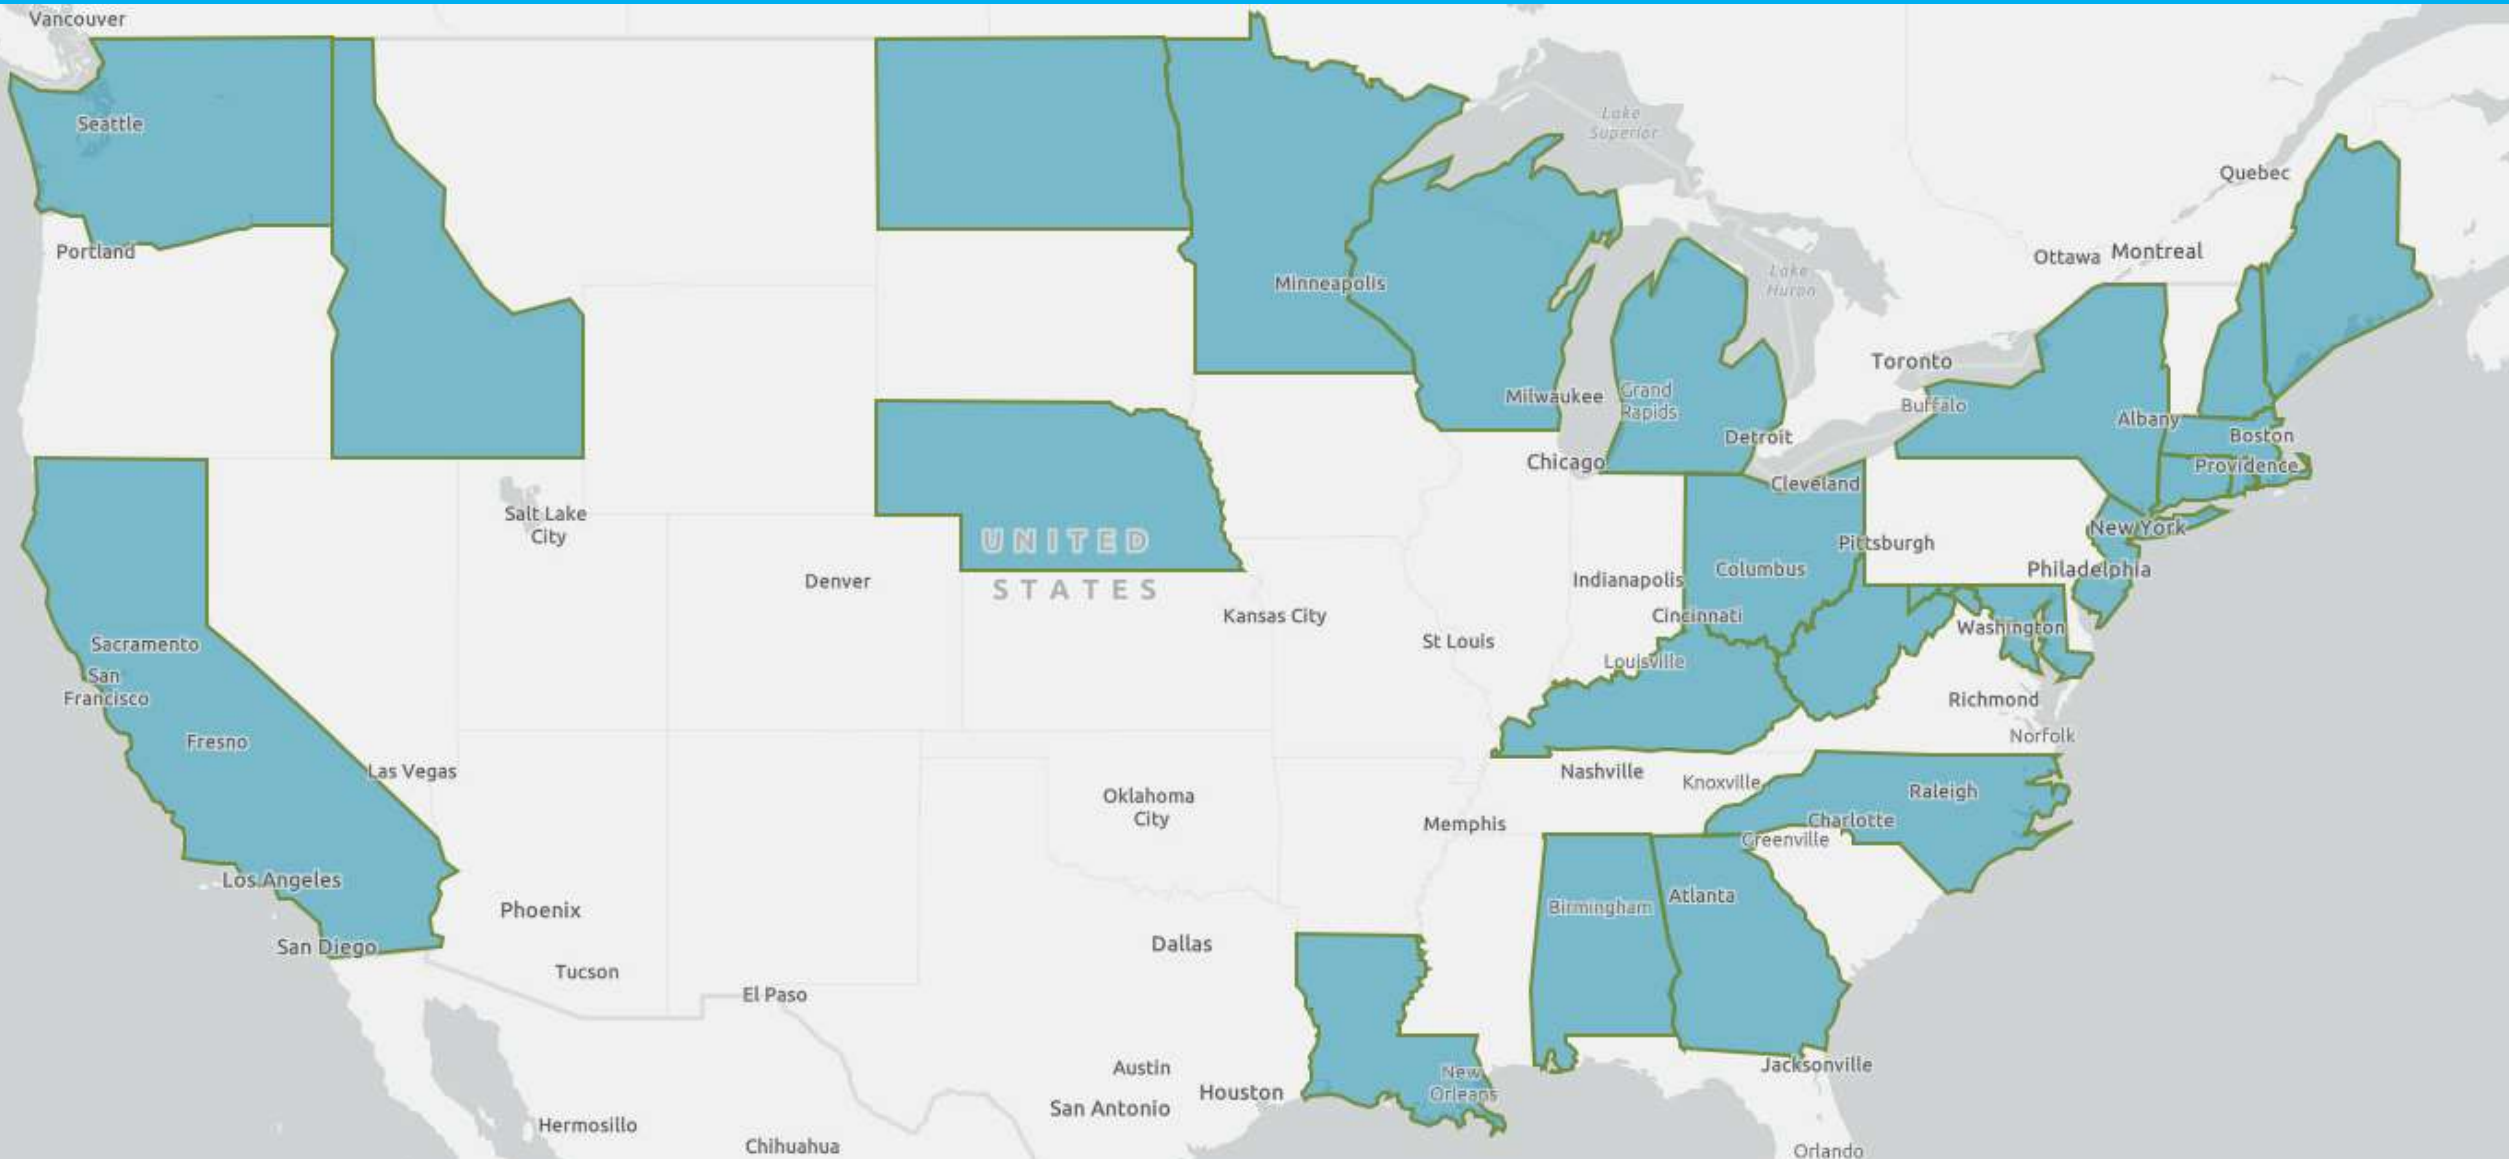 Vancouver
Seattle
Portland
Lake
Superior
Quebec
Ottawa
Montreal
Minneapolis
Lake
Huron
Toronto
Milwaukee
Grand
Rapids
Buffalo
Albany
Boston
Detroit
Chicago
Providence
Cleveland
Salt Lake
City
UNITED
STATES
New York
Pittsburgh
Denver
Indianapolis
Columbus
Philadelphia
Kansas City
Cincinnati
Washington
Sacramento
St Louis
Louisville
San
Francisco
Richmond
Fresno
Norfolk
Las Vegas
Nashville
Knoxville
Raleigh
Oklahoma
City
Memphis
Charlotte
Greenville
Los Angeles
Phoenix
Birmingham
Atlanta
San Diego
Dallas
Tucson
El Paso
Austin
Jacksonville
New
Orleans
Houston
San Antonio
Hermosillo
Chihuahua
Orlando